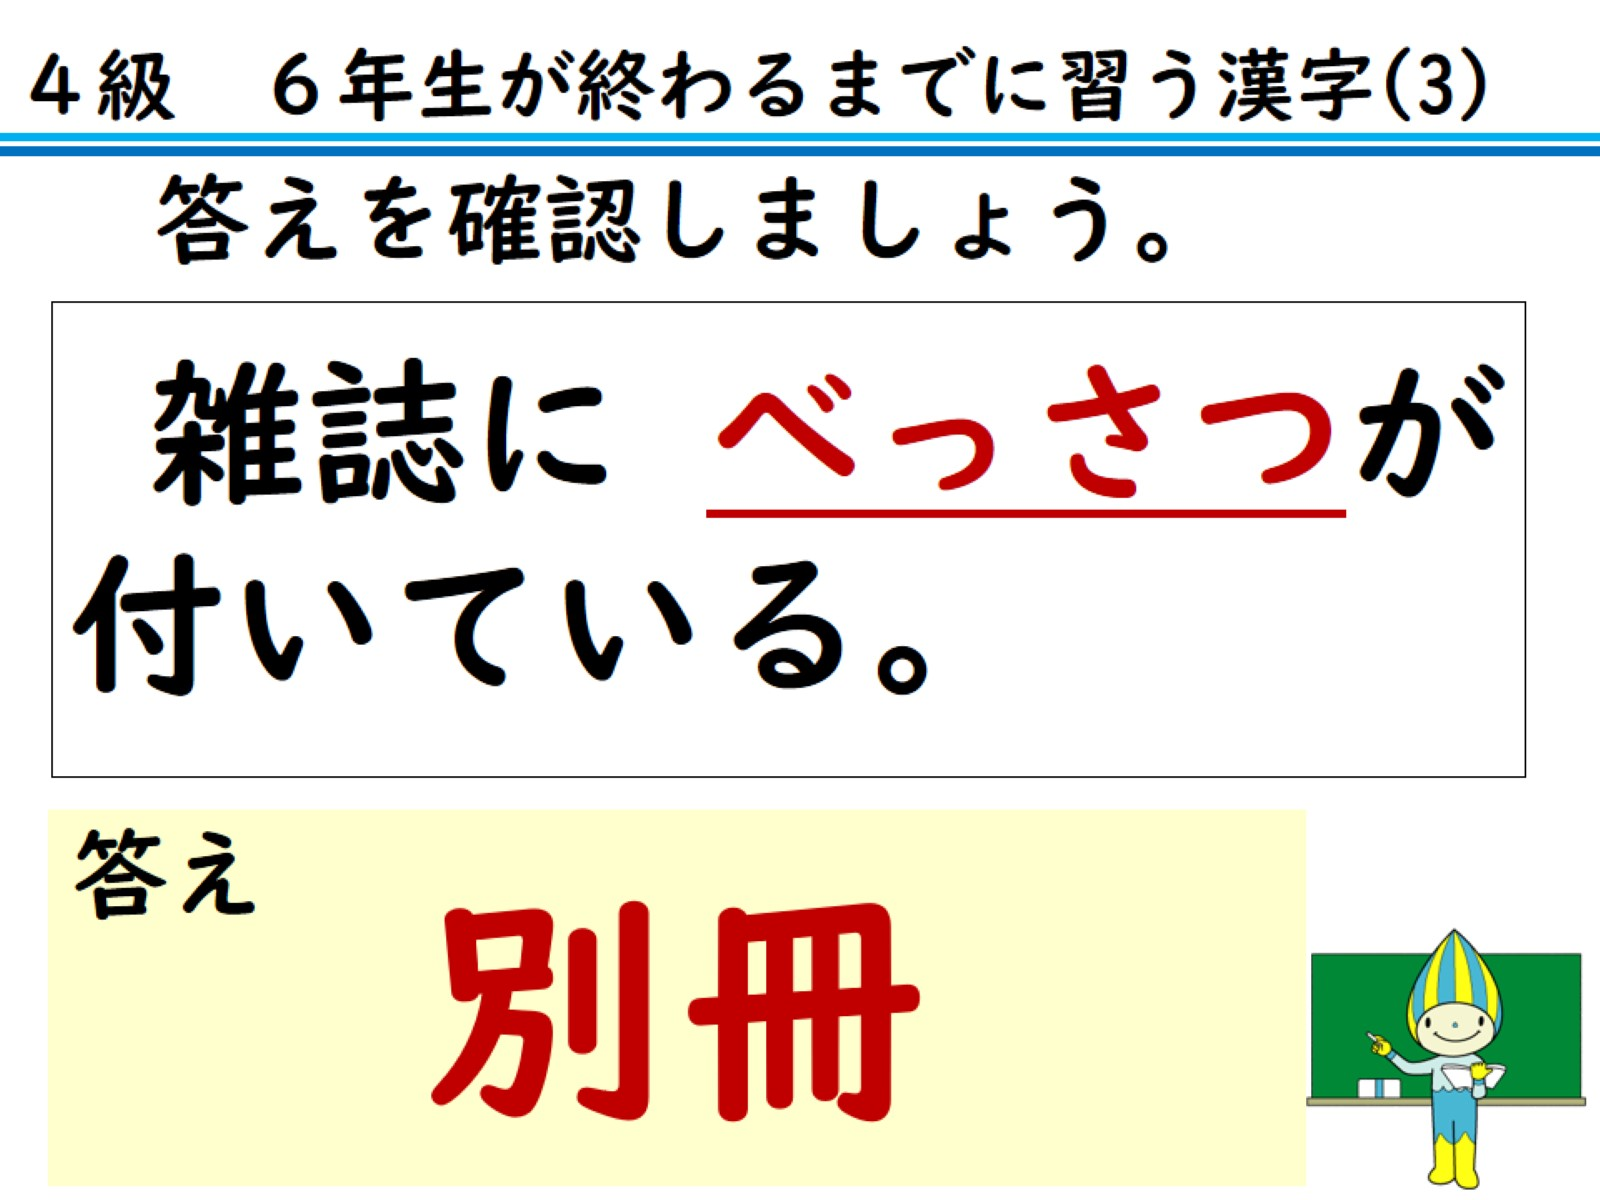 ４級　６年生が終わるまでに習う漢字(3)
答えを確認しましょう。
雑誌に べっさつが
付いている。
答え
別冊